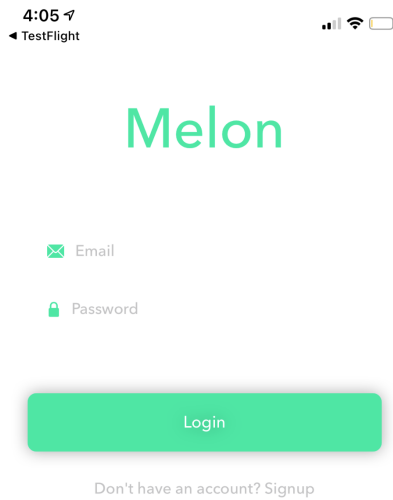 4:05
◀ TestFlight
Melon
Email
Password
Login
Don't have an account? Signup